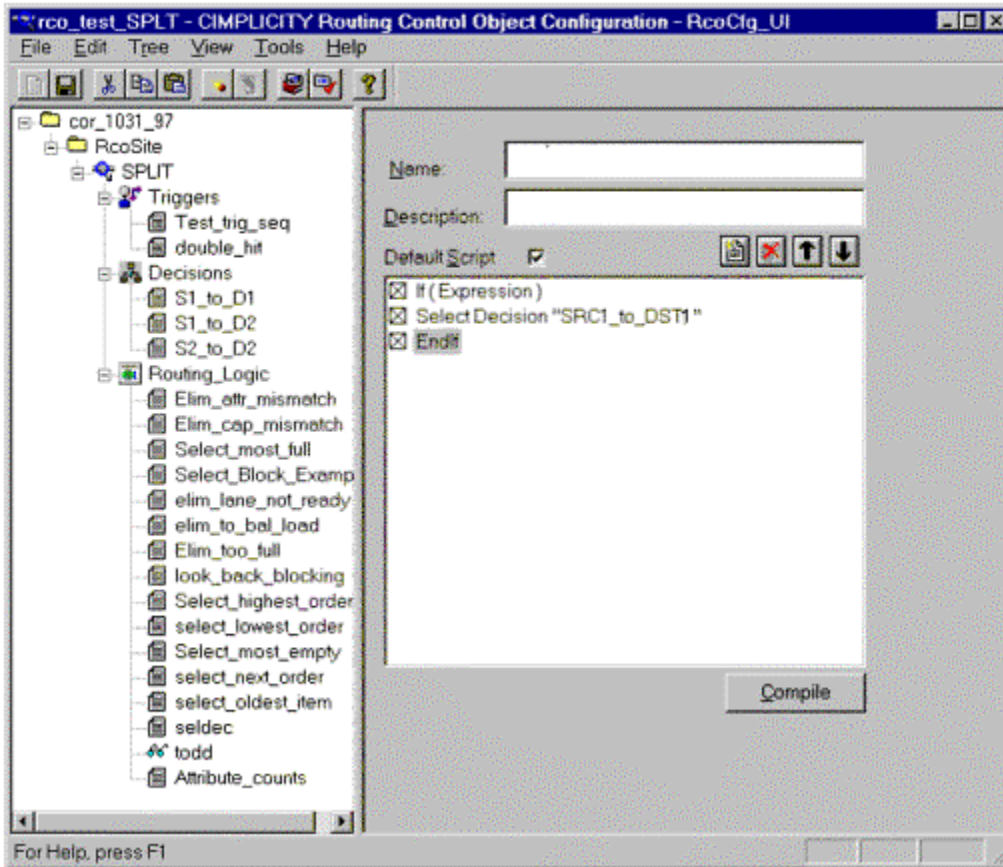 rco_test_SPLT - CIMPLICITY Routing Control Object Configuration - RcoCfg_UI
File Edit Tree View Tools Help
cor_1031_97
RcoSite
SPLIT
Triggers
Test_trig_seq
double_hit
Decisions
S1_to_D1
S1_to_D2
S2_to_D2
Routing_Logic
Elim_attr_mismatch
Elim_cap_mismatch
Select_most_full
Select_Block_Examp
elim_lane_not_ready
elim_to_bal_load
Elim_too_full
look_back_blocking
Select_highest_order
select_lowest_order
Select_most_empty
select_next_order
select_oldest_item
seldec
todd
Attribute_counts
Name:
Description:
Default Script
If ( Expression )
Select Decision "SRC1_to_DST1"
EndIf
Compile
For Help, press F1